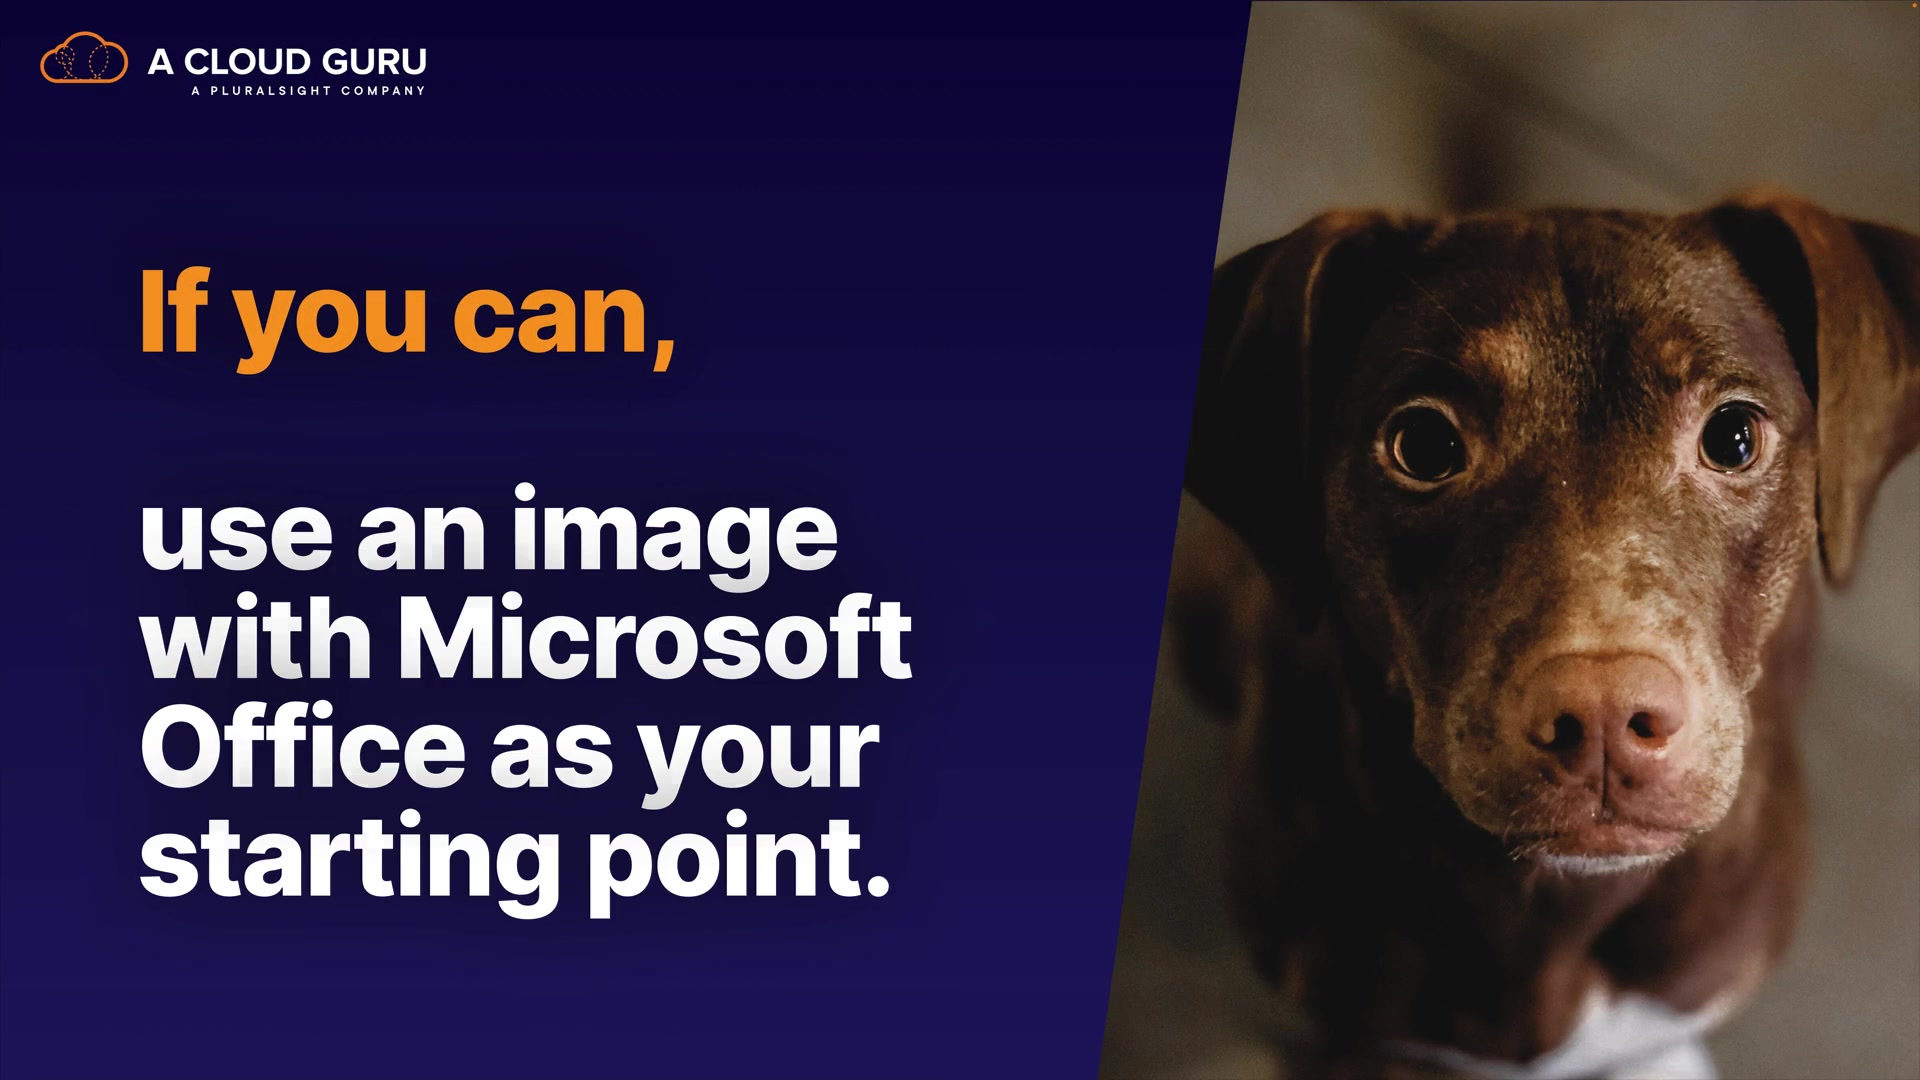 A CLOUD GURU
A PLURALSIGHT COMPANY
If you can,
use an image
with Microsoft
Office as your
starting point.